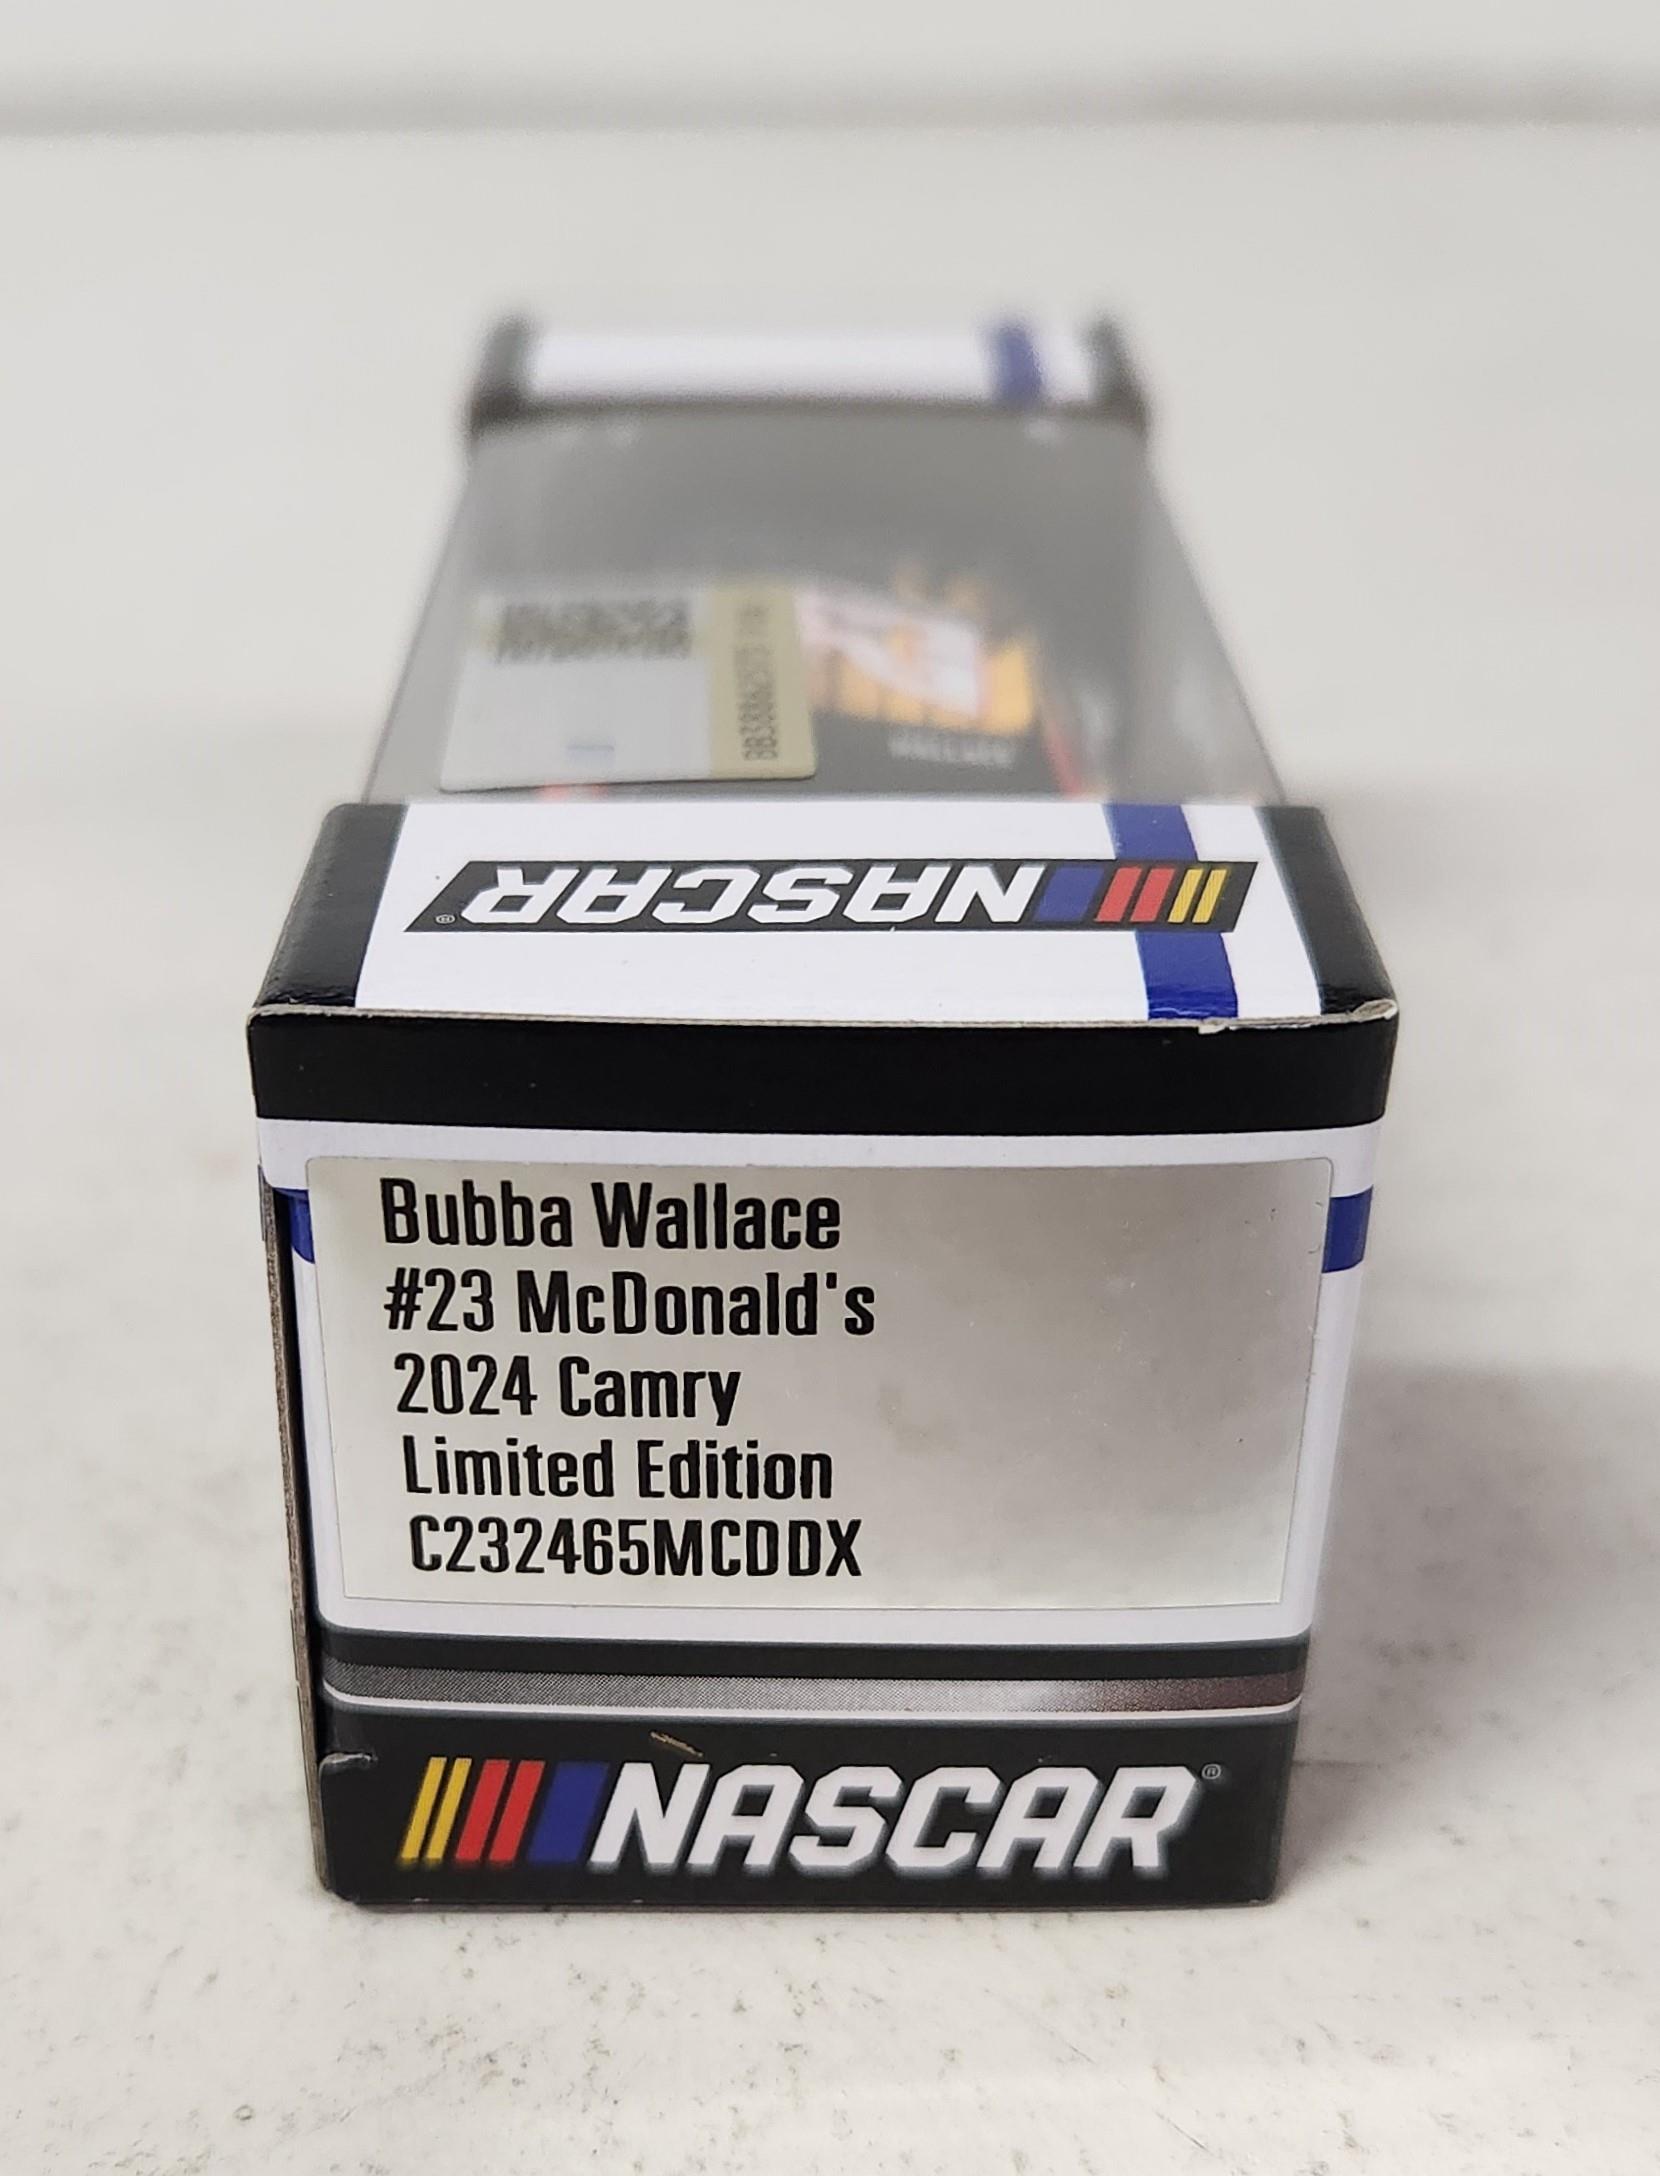 NASCAR®
Bubba Wallace
#23 McDonald's
2024 Camry
Limited Edition
C232465MCDDX
NASCAR®